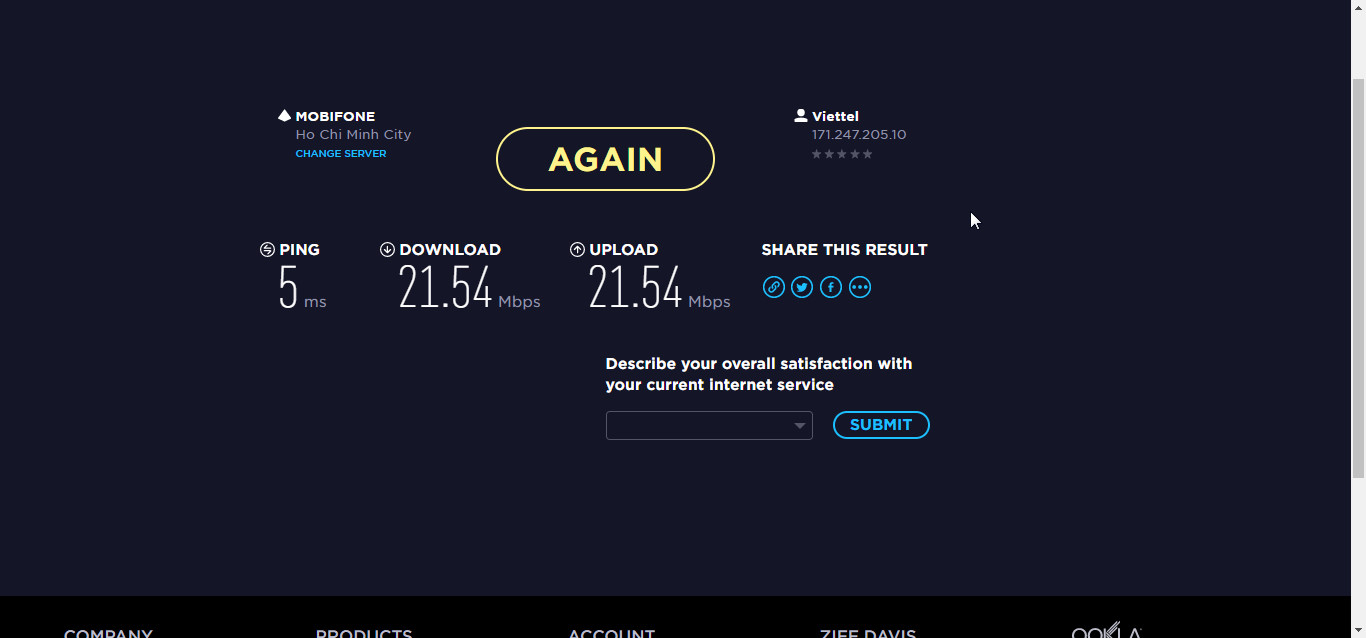 MOBIFONE
Ho Chi Minh City
CHANGE SERVER
AGAIN
Viettel
171.247.205.10
PING
5 ms
DOWNLOAD
21.54 Mbps
UPLOAD
21.54 Mbps
SHARE THIS RESULT
Describe your overall satisfaction with
your current internet service
SUBMIT
COMPANY
PRODUCTS
ACCOUNT
ZIFF DAVIS
OOKLA